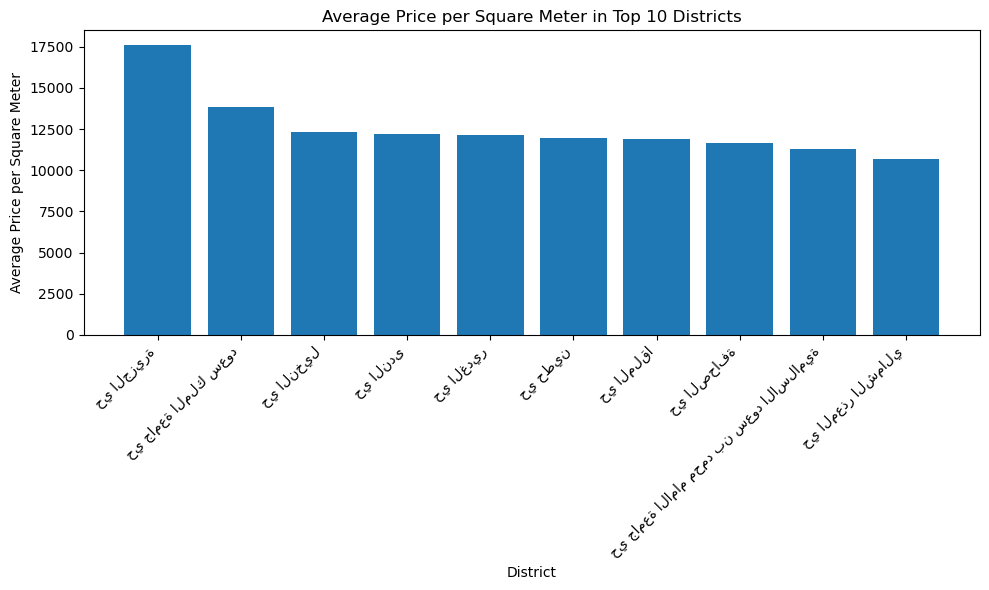 Average Price per Square Meter in Top 10 Districts
Average Price per Square Meter
17500
15000
12500
10000
7500
5000
2500
0
حي الجزيرة
حي جامعة الملك سعود
حي النخيل
حي الندى
حي الغدير
حي حطين
حي الملقا
حي الصحافة
حي جامعة الامام محمد بن سعود الاسلامية
حي المعذر الشمالي
District